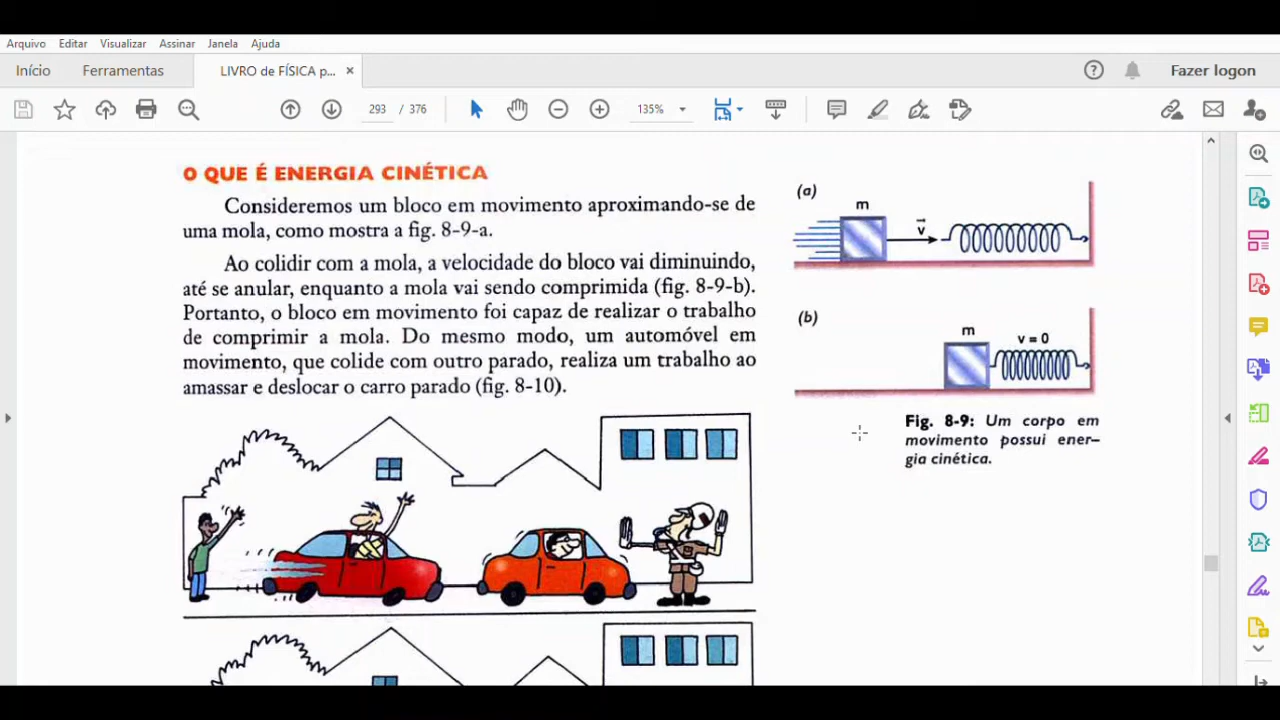 Arquivo Editar Visualizar Assinar Janela Ajuda
Início Ferramentas LIVRO de FÍSICA p... × Fazer logon
293 / 376 135%
O QUE É ENERGIA CINÉTICA
Consideremos um bloco em movimento aproximando-se de
uma mola, como mostra a fig. 8-9-a.
Ao colidir com a mola, a velocidade do bloco vai diminuindo,
até se anular, enquanto a mola vai sendo comprimida (fig. 8-9-b).
Portanto, o bloco em movimento foi capaz de realizar o trabalho
de comprimir a mola. Do mesmo modo, um automóvel em
movimento, que colide com outro parado, realiza um trabalho ao
amassar e deslocar o carro parado (fig. 8-10).
(a)
m
v
(b)
m
v = 0
Fig. 8-9: Um corpo em
movimento possui ener-
gia cinética.